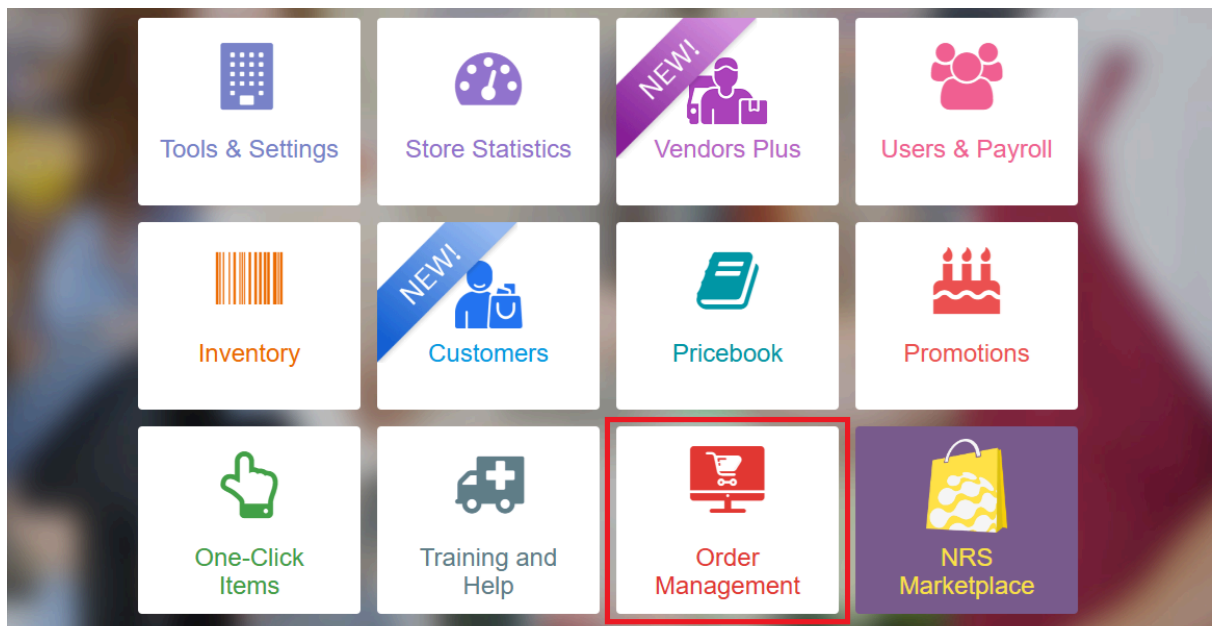 Tools & Settings
Store Statistics
NEW!
Vendors Plus
Users & Payroll
Inventory
NEW!
Customers
Pricebook
Promotions
One-Click
Items
Training and
Help
Order
Management
NRS
Marketplace